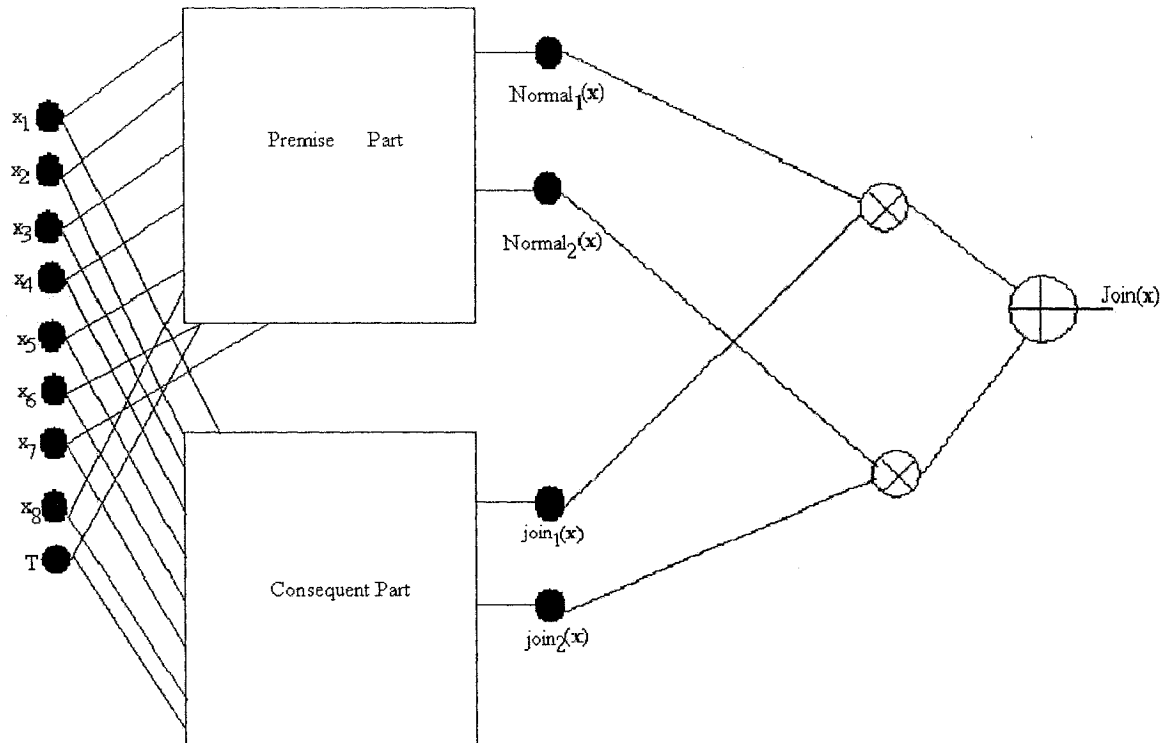 x1
x2
x3
x4
x5
x6
x7
x8
T
Premise Part
Normal1(x)
Normal2(x)
Join(x)
Consequent Part
join1(x)
join2(x)